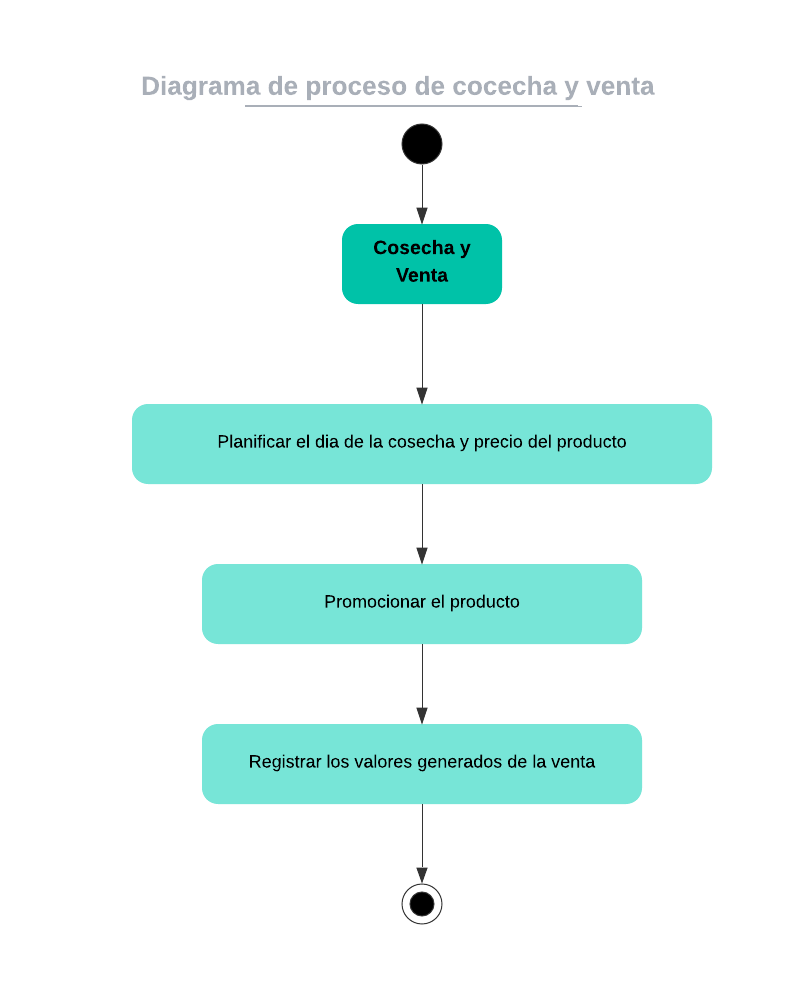 Diagrama de proceso de cocecha y venta
Cosecha y
Venta
Planificar el dia de la cosecha y precio del producto
Promocionar el producto
Registrar los valores generados de la venta